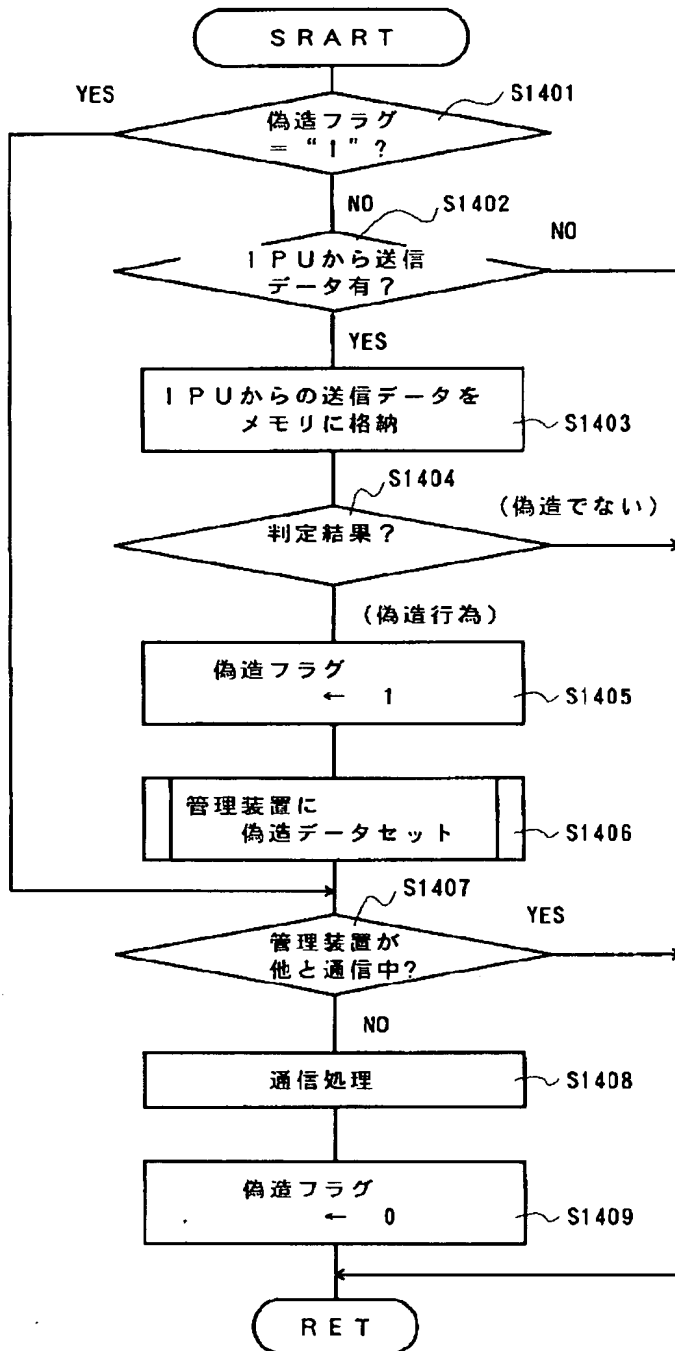 SRART
YES
S1401
偽造フラグ
= “1” ?
NO
S1402
NO
IPUから送信
データ有?
YES
IPUからの送信データを
メモリに格納
S1403
S1404
(偽造でない)
判定結果?
(偽造行為)
偽造フラグ
← 1
S1405
管理装置に
偽造データセット
S1406
S1407
YES
管理装置が
他と通信中?
NO
通信処理
S1408
偽造フラグ
← 0
S1409
RET